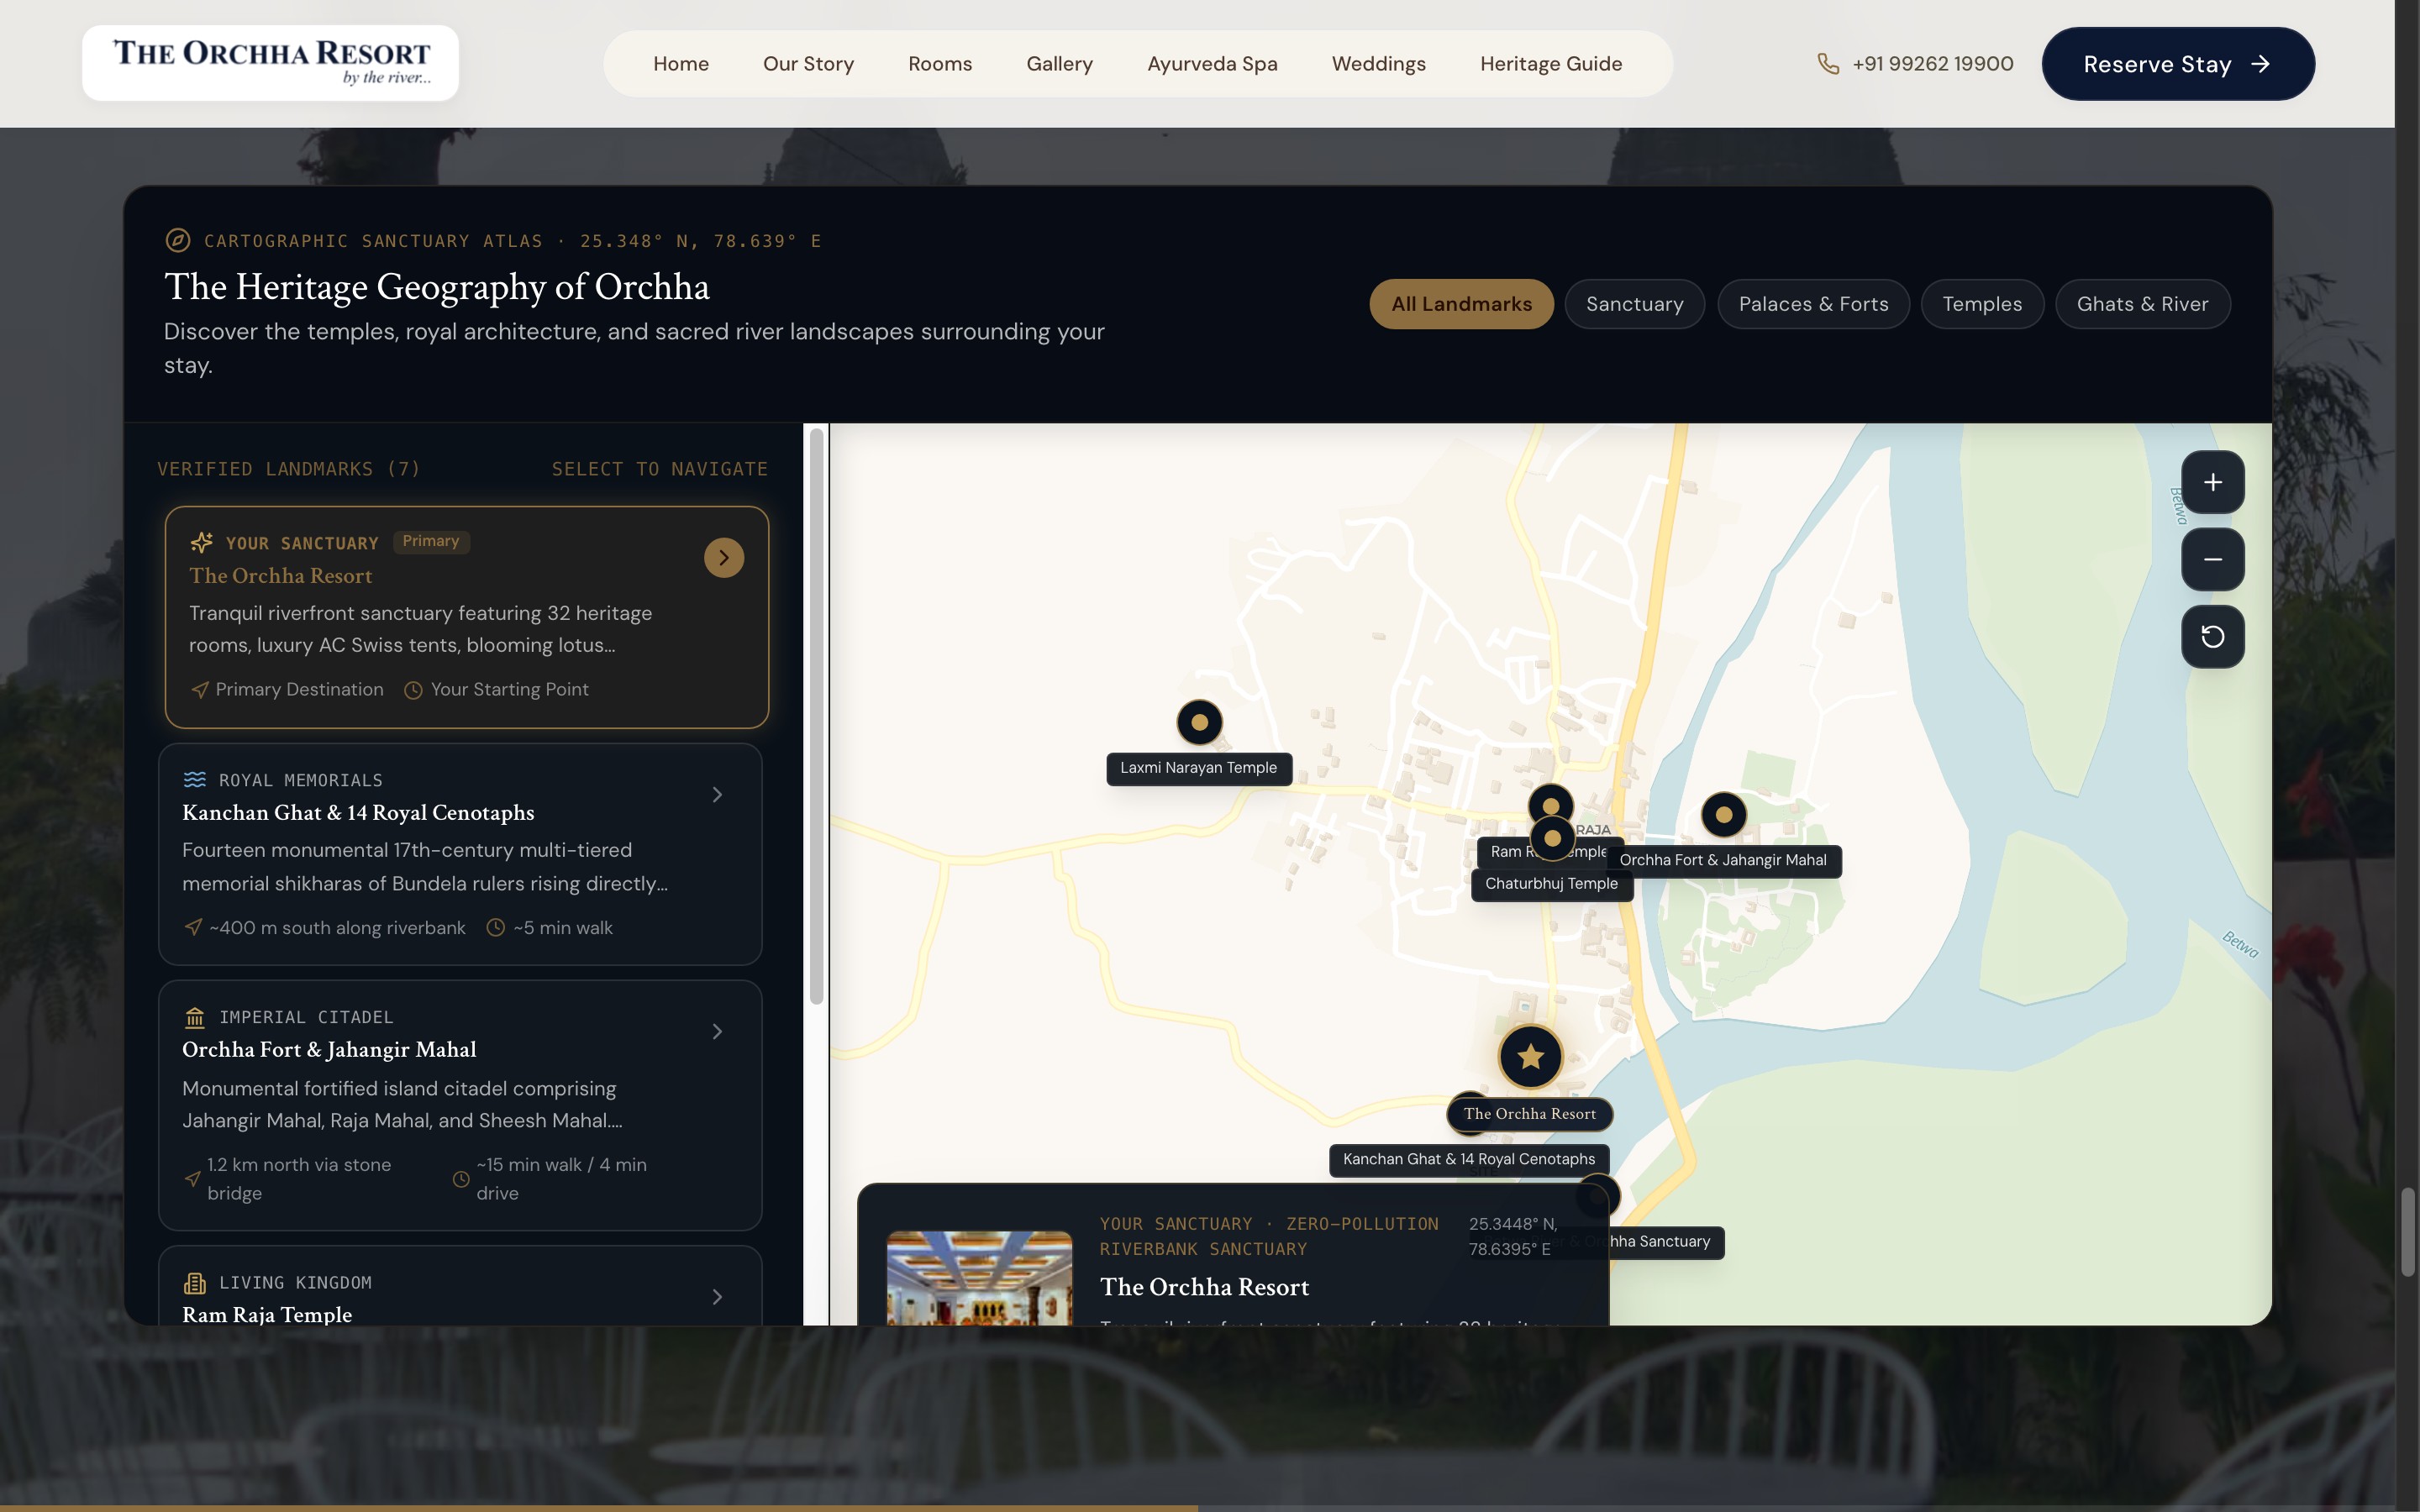 THE ORCHHA RESORT
by the river...
Home
Our Story
Rooms
Gallery
Ayurveda Spa
Weddings
Heritage Guide
+91 99262 19900
Reserve Stay
CARTOGRAPHIC SANCTUARY ATLAS · 25.348° N, 78.639° E
The Heritage Geography of Orchha
Discover the temples, royal architecture, and sacred river landscapes surrounding your
stay.
All Landmarks
Sanctuary
Palaces & Forts
Temples
Ghats & River
VERIFIED LANDMARKS (7)
SELECT TO NAVIGATE
YOUR SANCTUARY
Primary
The Orchha Resort
Tranquil riverfront sanctuary featuring 32 heritage
rooms, luxury AC Swiss tents, blooming lotus...
Primary Destination
Your Starting Point
ROYAL MEMORIALS
Kanchan Ghat & 14 Royal Cenotaphs
Fourteen monumental 17th-century multi-tiered
memorial shikharas of Bundela rulers rising directly...
~400 m south along riverbank
~5 min walk
IMPERIAL CITADEL
Orchha Fort & Jahangir Mahal
Monumental fortified island citadel comprising
Jahangir Mahal, Raja Mahal, and Sheesh Mahal....
1.2 km north via stone
bridge
~15 min walk / 4 min
drive
LIVING KINGDOM
Ram Raja Temple
Betwa
Laxmi Narayan Temple
RAJA
Ram
Orchha Fort & Jahangir Mahal
Chaturbhuj Temple
Betwa
The Orchha Resort
Kanchan Ghat & 14 Royal Cenotaphs
YOUR SANCTUARY · ZERO-POLLUTION
RIVERBANK SANCTUARY
25.3448° N,
78.6395° E
Sanctuary
The Orchha Resort